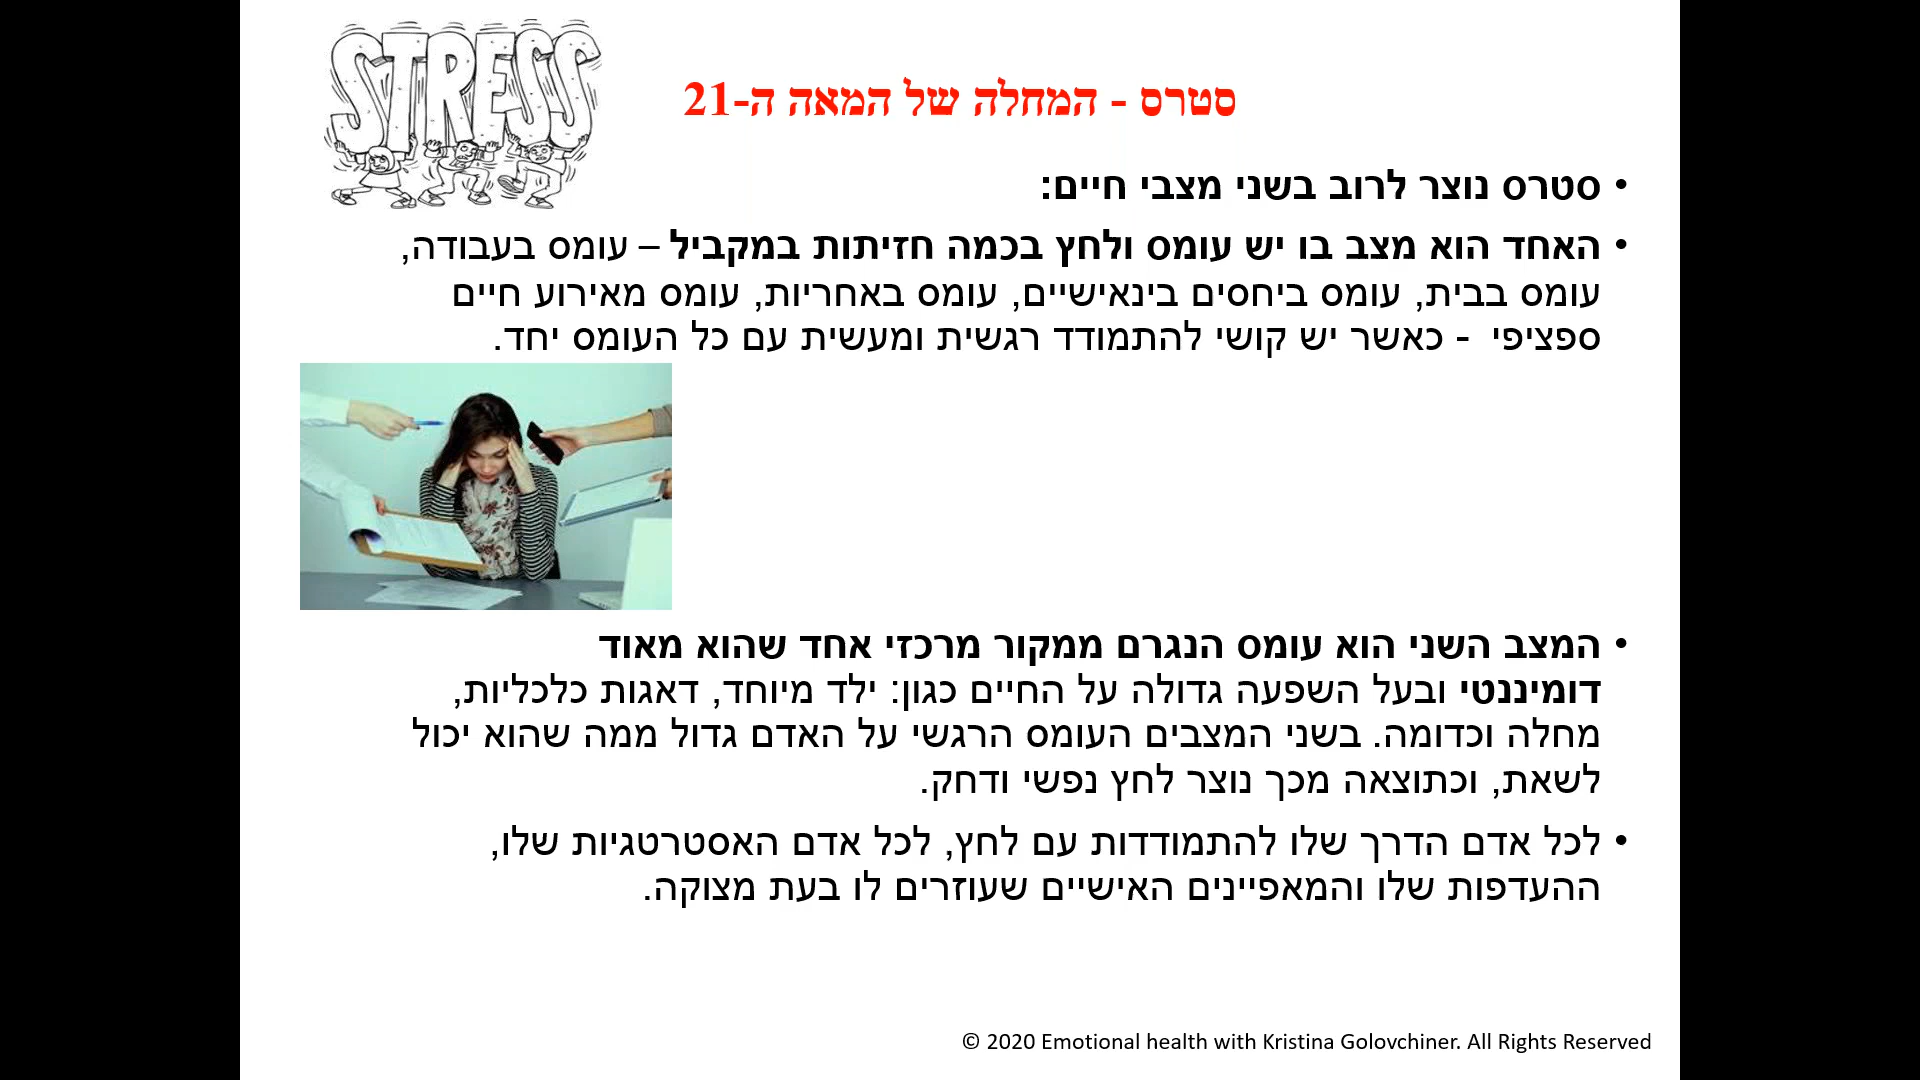 STRESS
סטרס - המחלה של המאה ה-21
• סטרס נוצר לרוב בשני מצבי חיים:
• האחד הוא מצב בו יש עומס ולחץ בכמה חזיתות במקביל – עומס בעבודה,
עומס בבית, עומס ביחסים בינאישיים, עומס באחריות, עומס מאירוע חיים
ספציפי - כאשר יש קושי להתמודד רגשית ומעשית עם כל העומס יחד.
• המצב השני הוא עומס הנגרם ממקור מרכזי אחד שהוא מאוד
דומיננטי ובעל השפעה גדולה על החיים כגון: ילד מיוחד, דאגות כלכליות,
מחלה וכדומה. בשני המצבים העומס הרגשי על האדם גדול ממה שהוא יכול
לשאת, וכתוצאה מכך נוצר לחץ נפשי ודחק.
• לכל אדם הדרך שלו להתמודדות עם לחץ, לכל אדם האסטרטגיות שלו,
ההעדפות שלו והמאפיינים האישיים שעוזרים לו בעת מצוקה.
© 2020 Emotional health with Kristina Golovchiner. All Rights Reserved